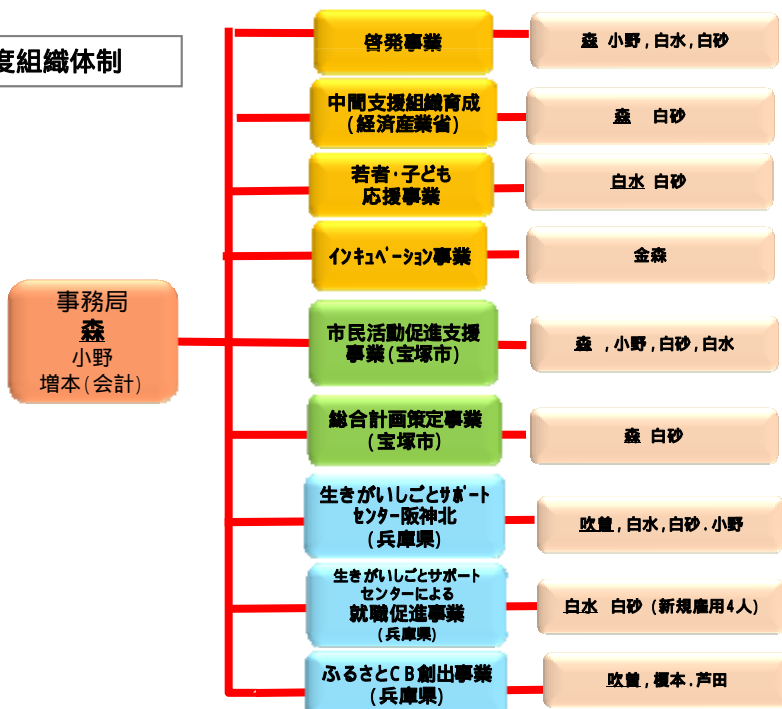 度組織体制
事務局
森
小野
増本(会計)
啓発事業
森 小野,白水,白砂
中間支援組織育成
(経済産業省)
森 白砂
若者・子ども
応援事業
白水 白砂
インキュベーション事業
金森
市民活動促進支援
事業(宝塚市)
森 ,小野,白砂,白水
総合計画策定事業
(宝塚市)
森 白砂
生きがいしごとサポート
センター阪神北
(兵庫県)
吹曽,白水,白砂.小野
生きがいしごとサポート
センターによる
就職促進事業
(兵庫県)
白水 白砂 (新規雇用4人)
ふるさとCB創出事業
(兵庫県)
吹曽,榎本.芦田